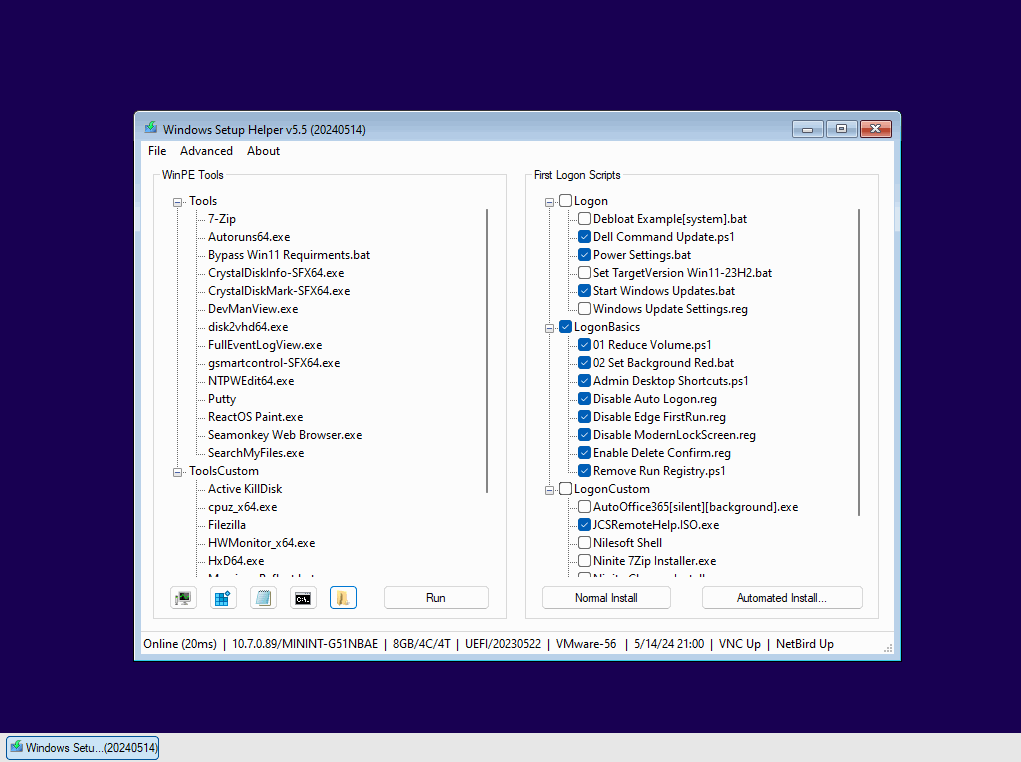 Windows Setup Helper v5.5 (20240514)
File Advanced About
WinPE Tools
Tools
7-Zip
Autoruns64.exe
Bypass Win11 Requirments.bat
CrystalDiskInfo-SFX64.exe
CrystalDiskMark-SFX64.exe
DevManView.exe
disk2vhd64.exe
FullEventLogView.exe
gsmartcontrol-SFX64.exe
NTPWEdit64.exe
Putty
ReactOS Paint.exe
Seamonkey Web Browser.exe
SearchMyFiles.exe
ToolsCustom
Active KillDisk
cpuz_x64.exe
Filezilla
HWMonitor_x64.exe
HxD64.exe
C:\.
Run
First Logon Scripts
Logon
Debloat Example[system].bat
Dell Command Update.ps1
Power Settings.bat
Set TargetVersion Win11-23H2.bat
Start Windows Updates.bat
Windows Update Settings.reg
LogonBasics
01 Reduce Volume.ps1
02 Set Background Red.bat
Admin Desktop Shortcuts.ps1
Disable Auto Logon.reg
Disable Edge FirstRun.reg
Disable ModernLockScreen.reg
Enable Delete Confirm.reg
Remove Run Registry.ps1
LogonCustom
AutoOffice365[silent][background].exe
JCSRemoteHelp.ISO.exe
Nilesoft Shell
Ninite 7Zip Installer.exe
Normal Install
Automated Install...
Online (20ms) | 10.7.0.89/MININT-G51NBAE | 8GB/4C/4T | UEFI/20230522 | VMware-56 | 5/14/24 21:00 | VNC Up | NetBird Up
Windows Setu...(20240514)